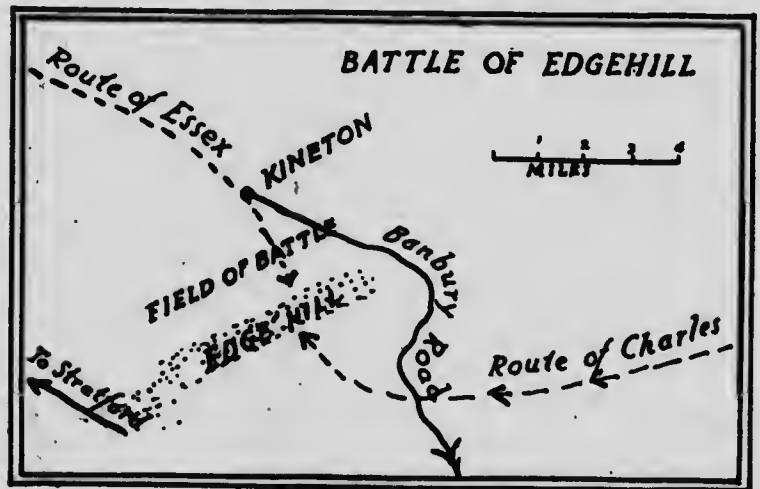 BATTLE OF EDGEHILL
Route of Essex
KINETON
1 2 3 4
MILES
FIELD OF BATTLE
Banbury Road
EDGE HILL
Route of Charles
To Stratford